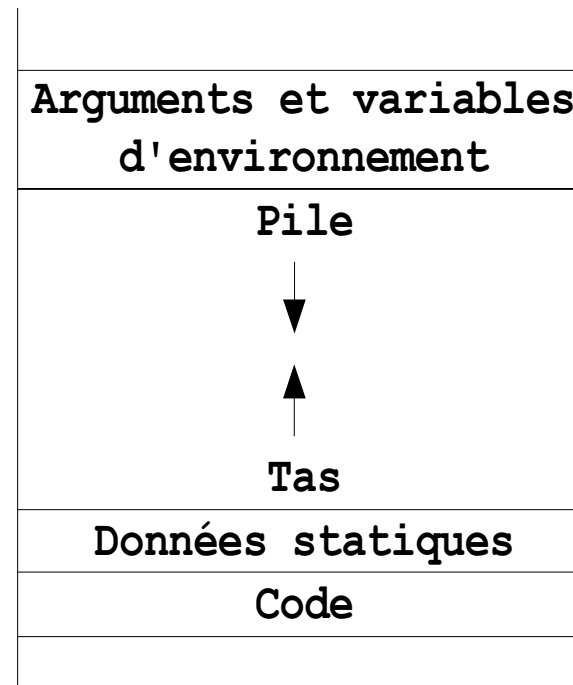 Arguments et variables
d'environnement
Pile
Tas
Données statiques
Code